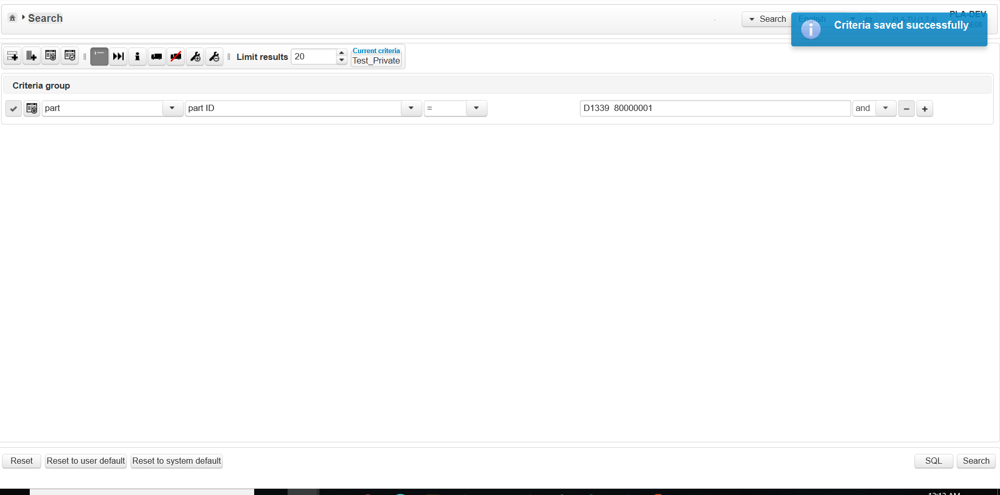 Search
Search
English
PLA-DEV
PLA-TU (1.7.4)
Criteria saved successfully
Limit results
20
Current criteria
Test_Private
Criteria group
part
part ID
=
D1339  80000001
and
Reset
Reset to user default
Reset to system default
SQL
Search